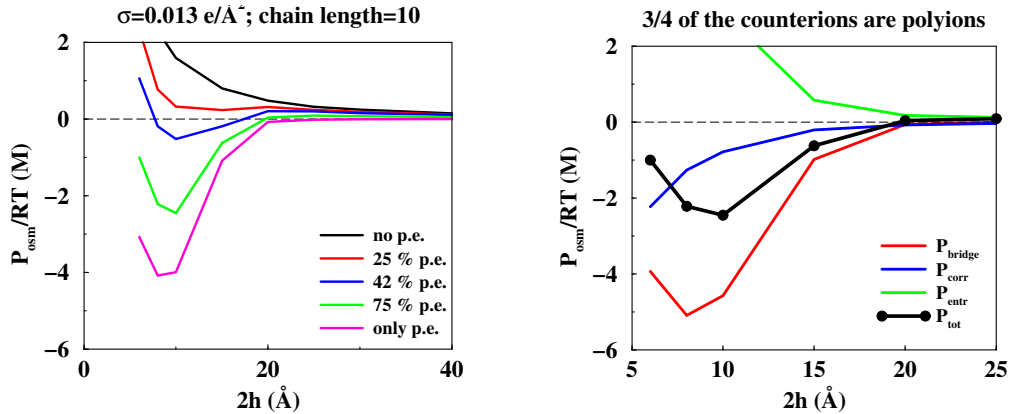 σ=0.013 e/Å²; chain length=10
2
0
−2
−4
−6
P_osm/RT (M)
no p.e.
25 % p.e.
42 % p.e.
75 % p.e.
only p.e.
0
20
40
2h (Å)
3/4 of the counterions are polyions
2
0
−2
−4
−6
P_osm/RT (M)
P_bridge
P_corr
P_entr
P_tot
5
10
15
20
25
2h (Å)